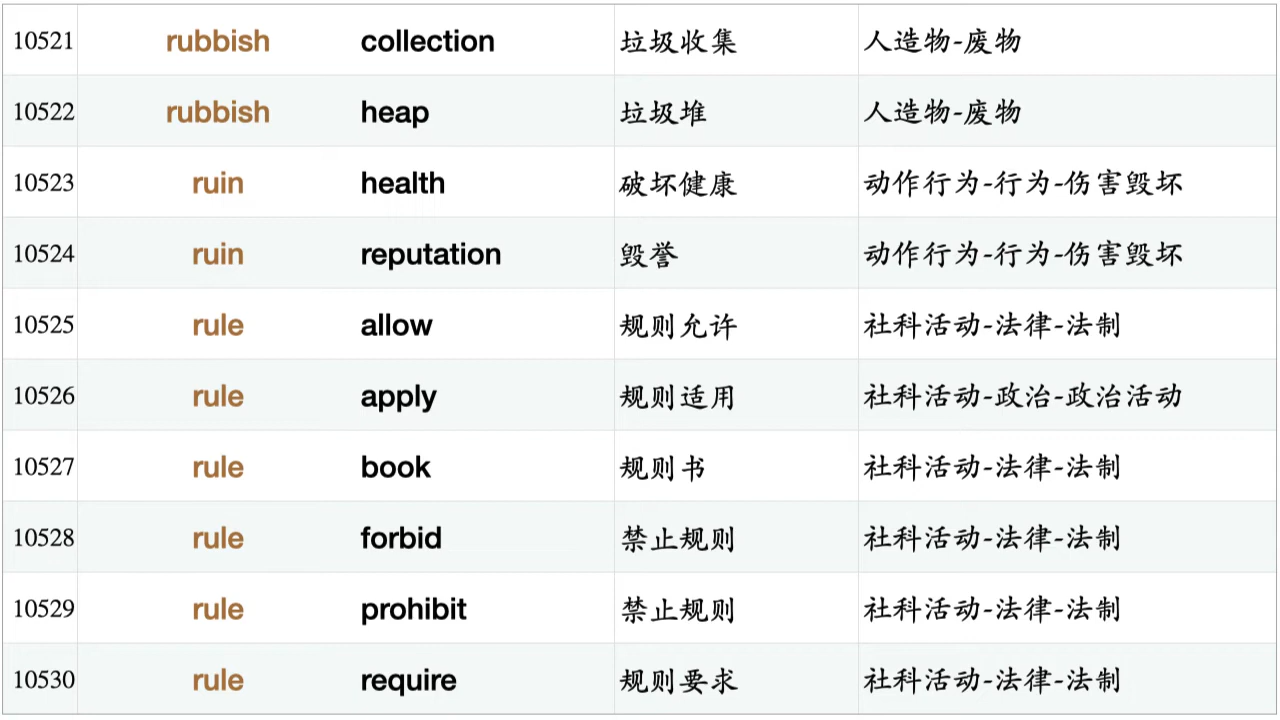 10521 rubbish collection 垃圾收集 人造物-废物
10522 rubbish heap 垃圾堆 人造物-废物
10523 ruin health 破坏健康 动作行为-行为-伤害毁坏
10524 ruin reputation 毁誉 动作行为-行为-伤害毁坏
10525 rule allow 规则允许 社科活动-法律-法制
10526 rule apply 规则适用 社科活动-政治-政治活动
10527 rule book 规则书 社科活动-法律-法制
10528 rule forbid 禁止规则 社科活动-法律-法制
10529 rule prohibit 禁止规则 社科活动-法律-法制
10530 rule require 规则要求 社科活动-法律-法制